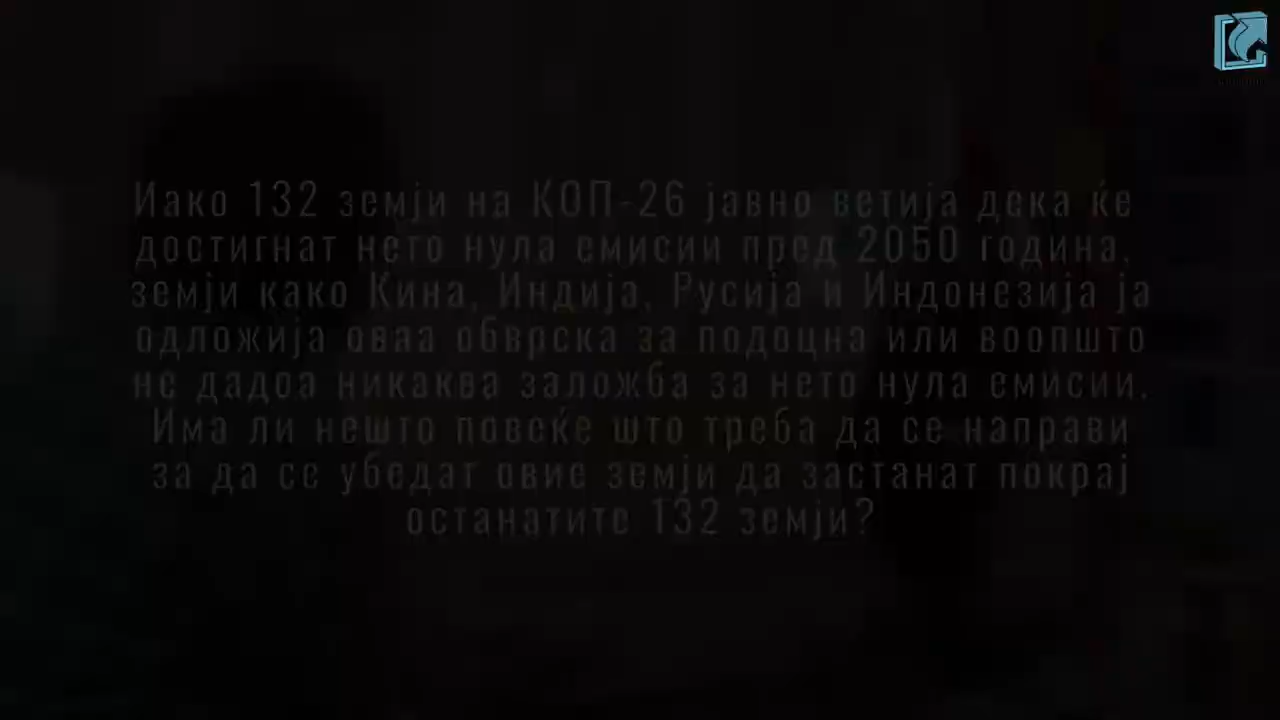 Иако 132 земји на КОП-26 јавно ветија дека ќе
достигнат нето нула емисии пред 2050 година,
земји како Кина, Индија, Русија и Индонезија ја
одложија оваа обврска за подоцна или воопшто
не дадоа никаква заложба за нето нула емисии.
Има ли нешто повеќе што треба да се направи
за да се убедат овие земји да застанат покрај
останатите 132 земји?